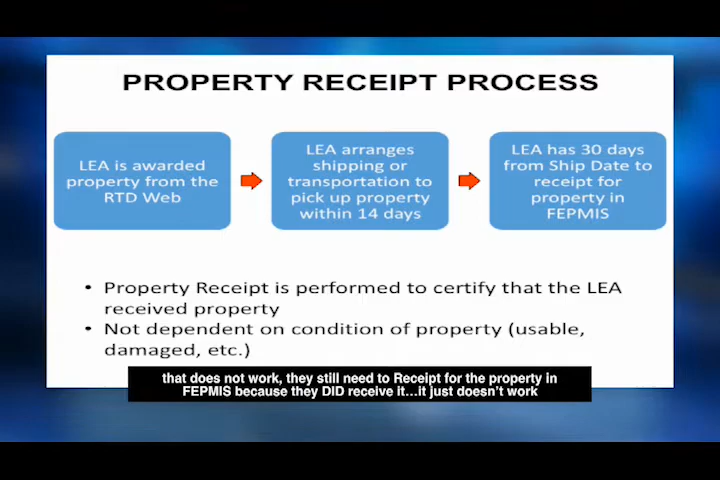 PROPERTY RECEIPT PROCESS
LEA is awarded
property from the
RTD Web
LEA arranges
shipping or
transportation to
pick up property
within 14 days
LEA has 30 days
from Ship Date to
receipt for
property in
FEPMIS
• Property Receipt is performed to certify that the LEA
received property
• Not dependent on condition of property (usable,
damaged, etc.)
that does not work, they still need to Receipt for the property in
FEPMIS because they DID receive it...it just doesn't work